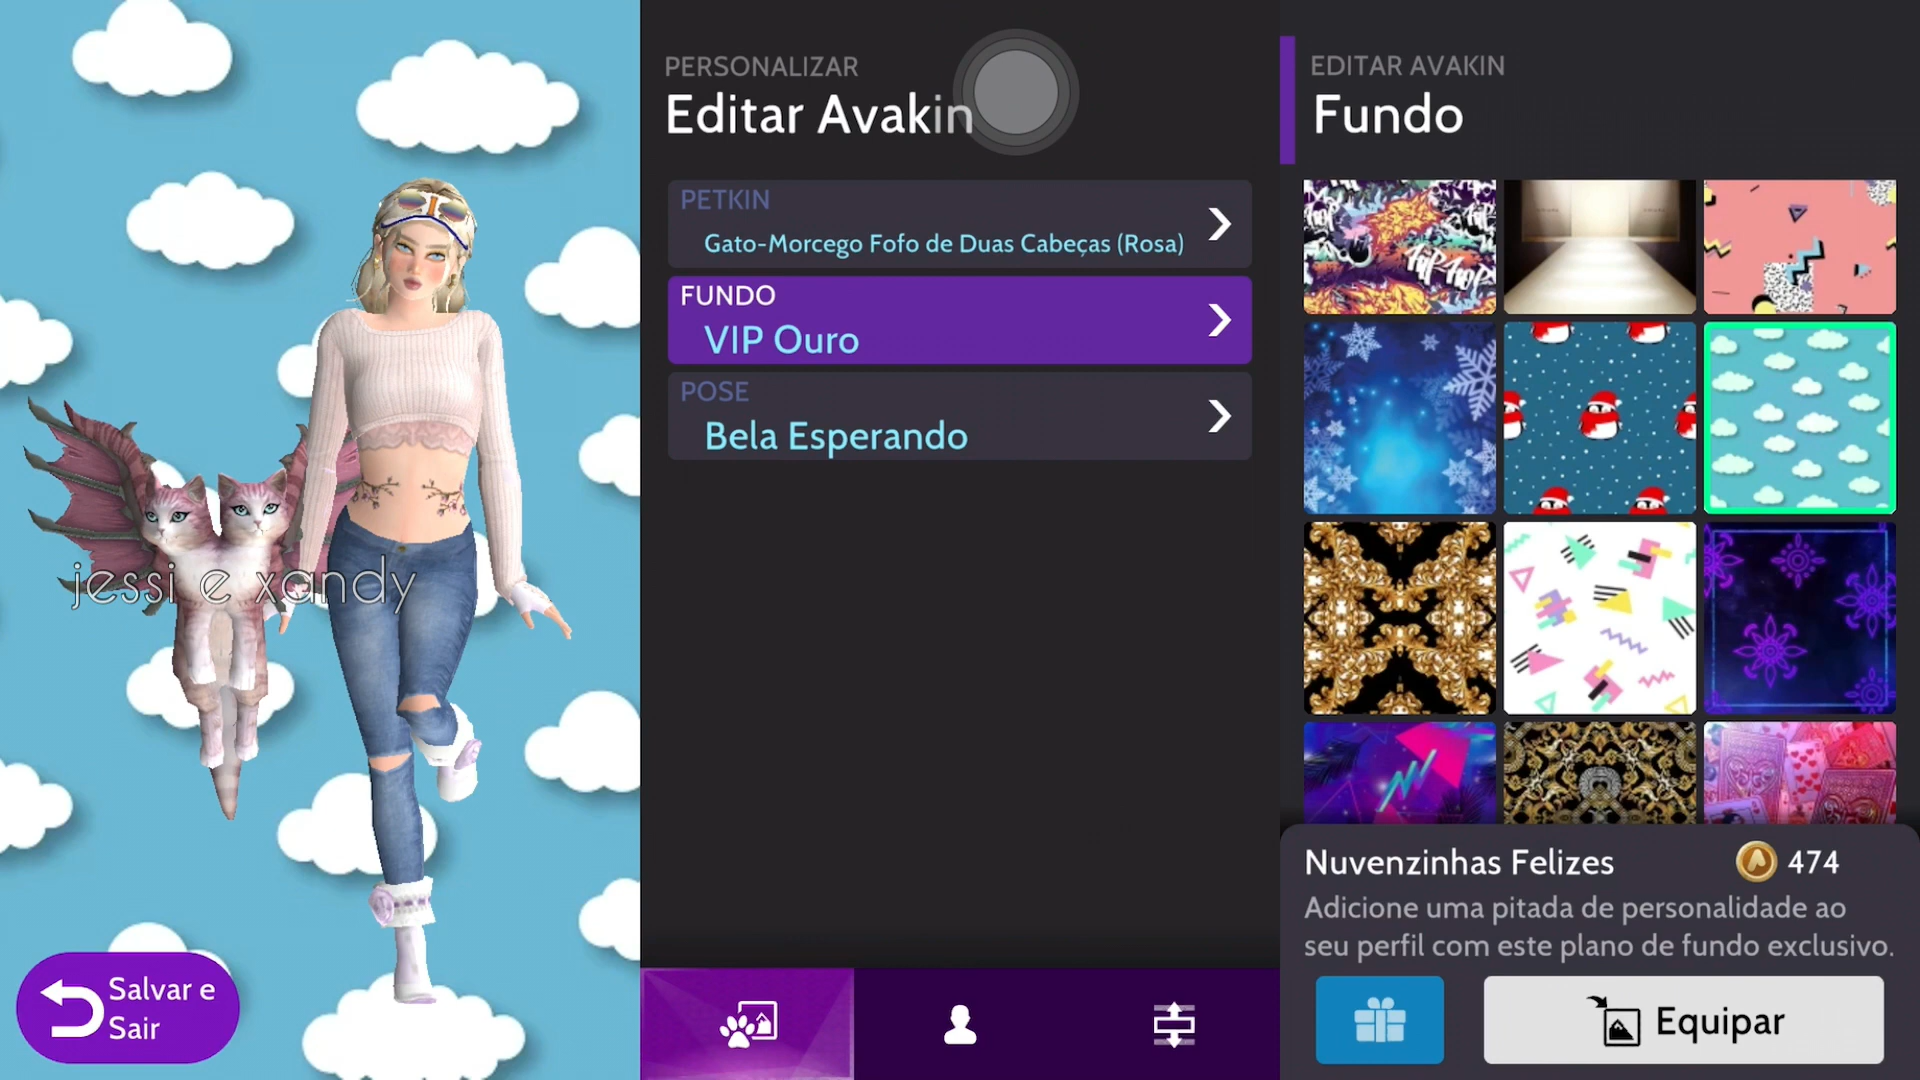 jessi e xandy
Salvar e
Sair
PERSONALIZAR
Editar Avakin
PETKIN
Gato-Morcego Fofo de Duas Cabeças (Rosa)
FUNDO
VIP Ouro
POSE
Bela Esperando
EDITAR AVAKIN
Fundo
HIP-HOP
Nuvenzinhas Felizes
474
Adicione uma pitada de personalidade ao
seu perfil com este plano de fundo exclusivo.
Equipar